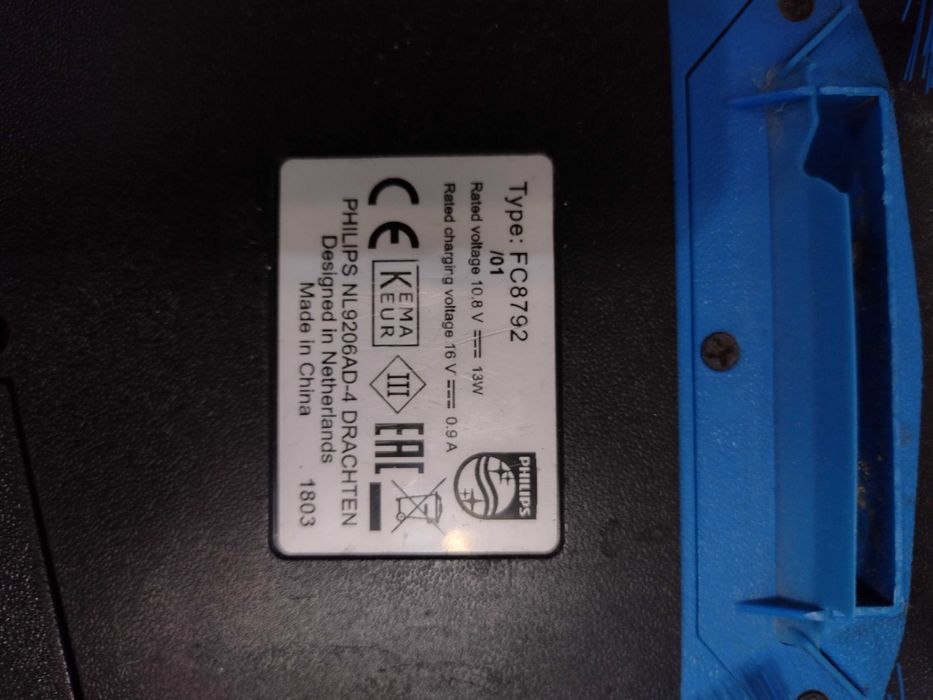 Type: FC8792
/01
Rated voltage 10.8 V ⎓ 13W
Rated charging voltage 16 V ⎓ 0.9 A
PHILIPS
CE
KEMA
KEUR
III
EAC
PHILIPS NL9206AD-4 DRACHTEN
Designed in Netherlands
Made in China 1803